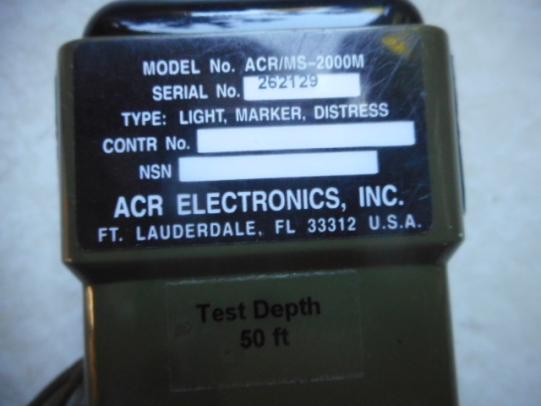 MODEL No. ACR/MS-2000M
SERIAL No. 262129
TYPE: LIGHT, MARKER, DISTRESS
CONTR No.
NSN
ACR ELECTRONICS, INC.
FT. LAUDERDALE, FL 33312 U.S.A.
Test Depth
50 ft